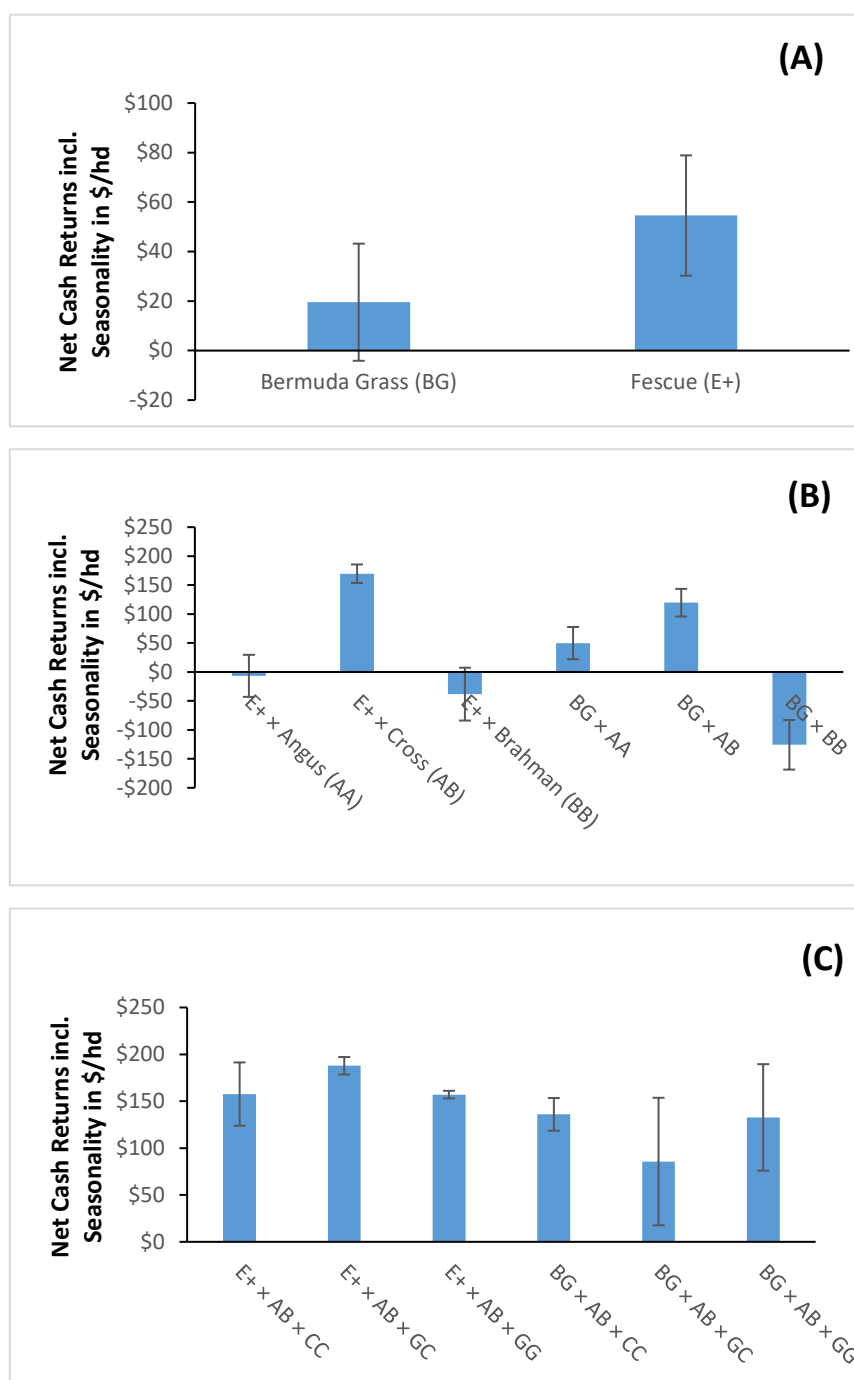 (A)
Net Cash Returns incl.
Seasonality in $/hd
$100
$80
$60
$40
$20
$0
-$20
Bermuda Grass (BG)
Fescue (E+)
(B)
Net Cash Returns incl.
Seasonality in $/hd
$250
$200
$150
$100
$50
$0
-$50
-$100
-$150
-$200
E+ × Angus (AA)
E+ × Cross (AB)
E+ × Brahman (BB)
BG × AA
BG × AB
BG × BB
(C)
Net Cash Returns incl.
Seasonality in $/hd
$250
$200
$150
$100
$50
$0
E+ × AB × CC
E+ × AB × GC
E+ × AB × GG
BG × AB × CC
BG × AB × GC
BG × AB × GG